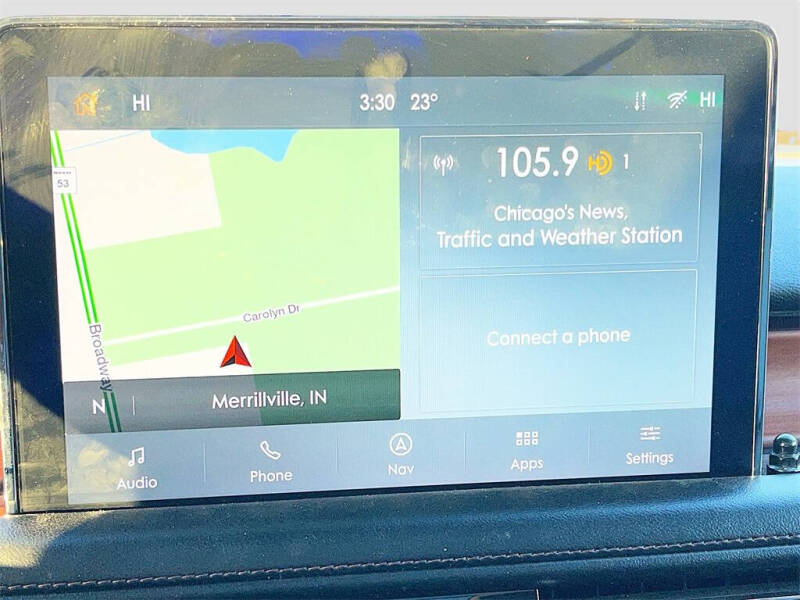 HI 3:30 23° HI
53
Broadway
Carolyn Dr
N Merrillville, IN
105.9 HD 1
Chicago's News,
Traffic and Weather Station
Connect a phone
Audio Phone Nav Apps Settings